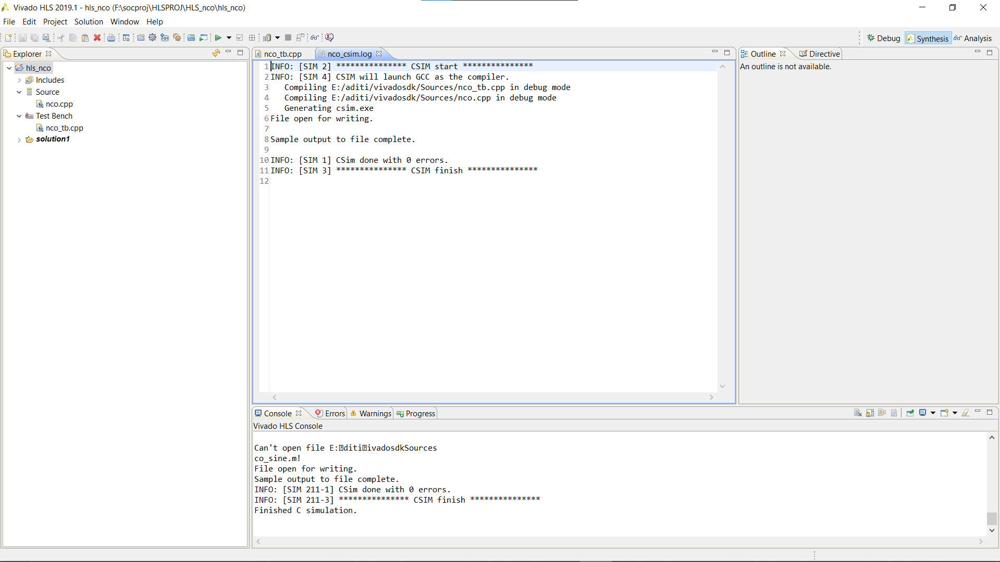 Vivado HLS 2019.1 - hls_nco (F:\socproj\HLSPROJ\HLS_nco\hls_nco)
File Edit Project Solution Window Help
Debug Synthesis Analysis
Explorer
hls_nco
Includes
Source
nco.cpp
Test Bench
nco_tb.cpp
solution1
nco_tb.cpp nco_csim.log
1 INFO: [SIM 2] *************** CSIM start ***************
2 INFO: [SIM 4] CSIM will launch GCC as the compiler.
3 Compiling E:/aditi/vivadosdk/Sources/nco_tb.cpp in debug mode
4 Compiling E:/aditi/vivadosdk/Sources/nco.cpp in debug mode
5 Generating csim.exe
6 File open for writing.
7
8 Sample output to file complete.
9
10 INFO: [SIM 1] CSim done with 0 errors.
11 INFO: [SIM 3] *************** CSIM finish ***************
12
Outline Directive
An outline is not available.
Console Errors Warnings Progress
Vivado HLS Console
Can't open file E:⍰diti⍰ivadosdkSources
co_sine.m!
File open for writing.
Sample output to file complete.
INFO: [SIM 211-1] CSim done with 0 errors.
INFO: [SIM 211-3] *************** CSIM finish ***************
Finished C simulation.